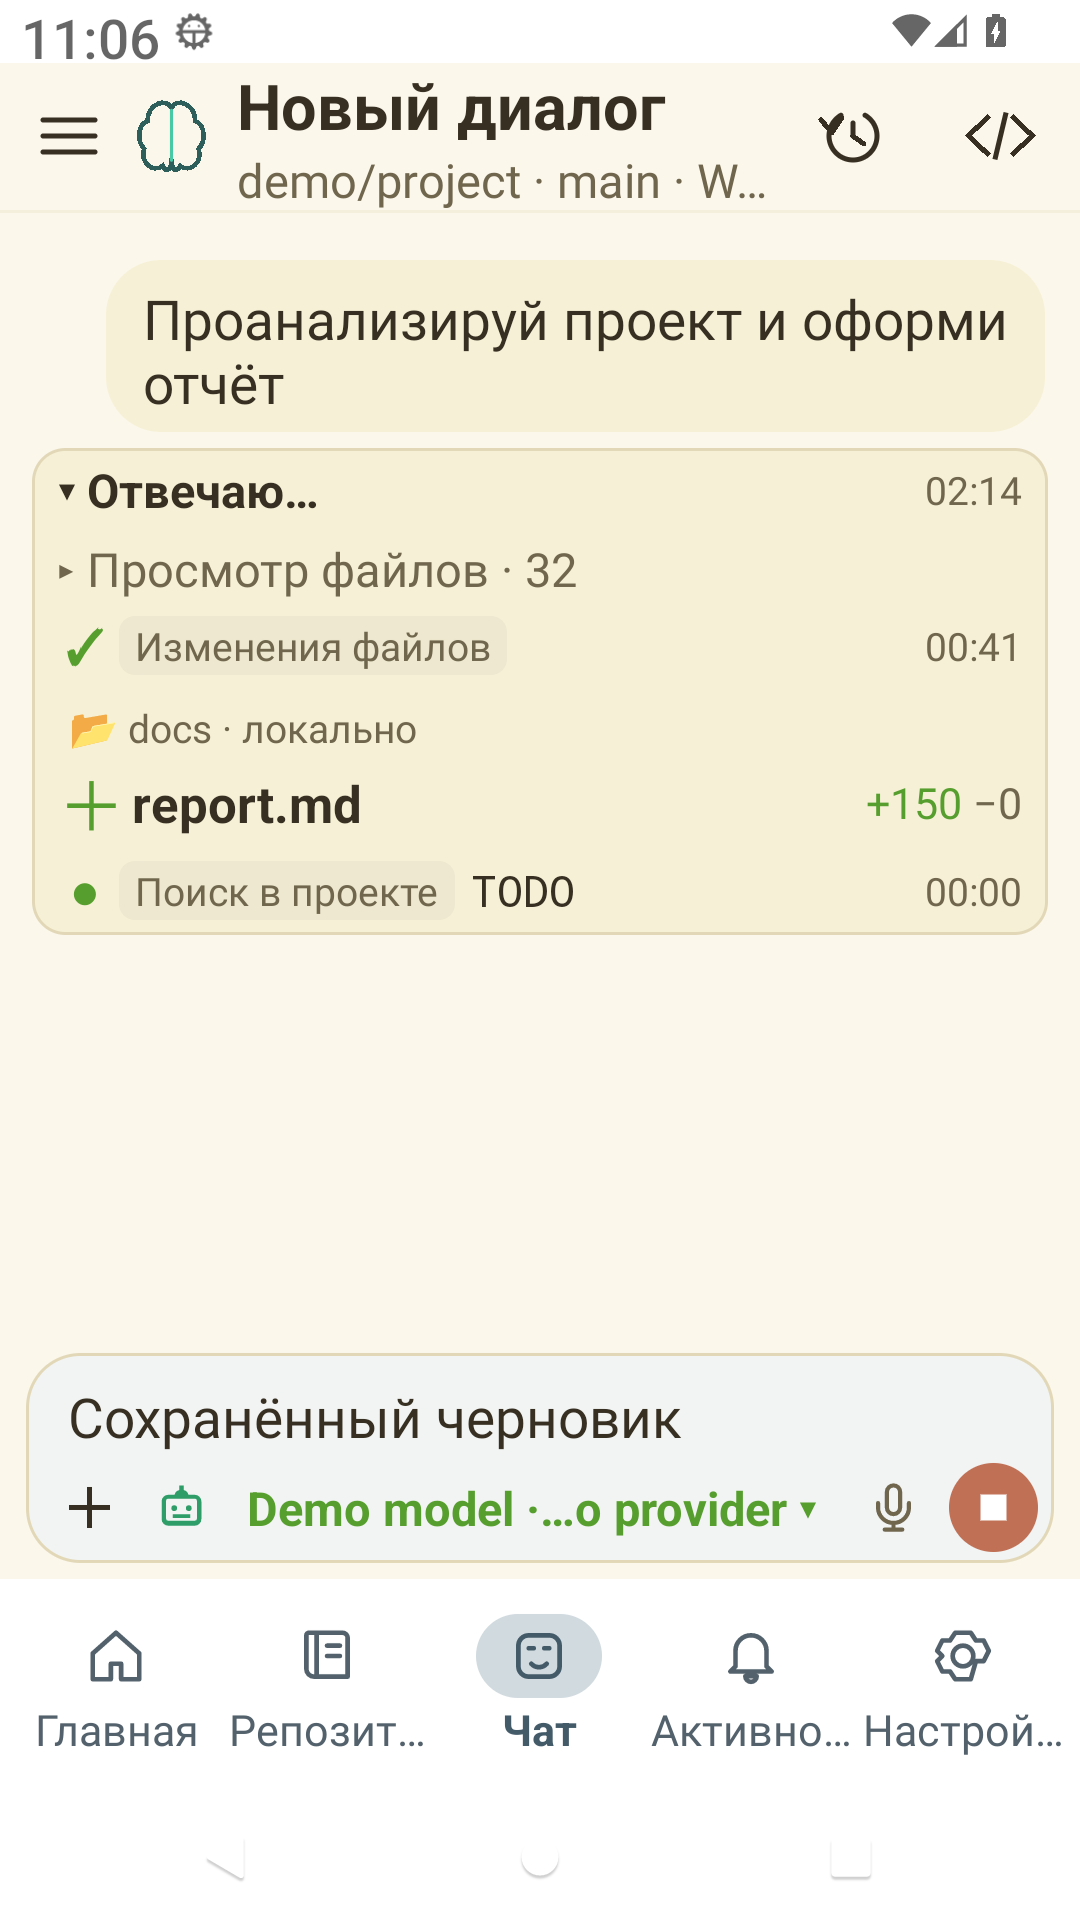 11:06
Новый диалог
demo/project · main · W…
Проанализируй проект и оформи
отчёт
▾ Отвечаю… 02:14
▸ Просмотр файлов · 32
✓ Изменения файлов 00:41
docs · локально
+ report.md +150 −0
● Поиск в проекте TODO 00:00
Сохранённый черновик
Demo model ·…o provider ▾
Главная Репозит… Чат Активно… Настрой…